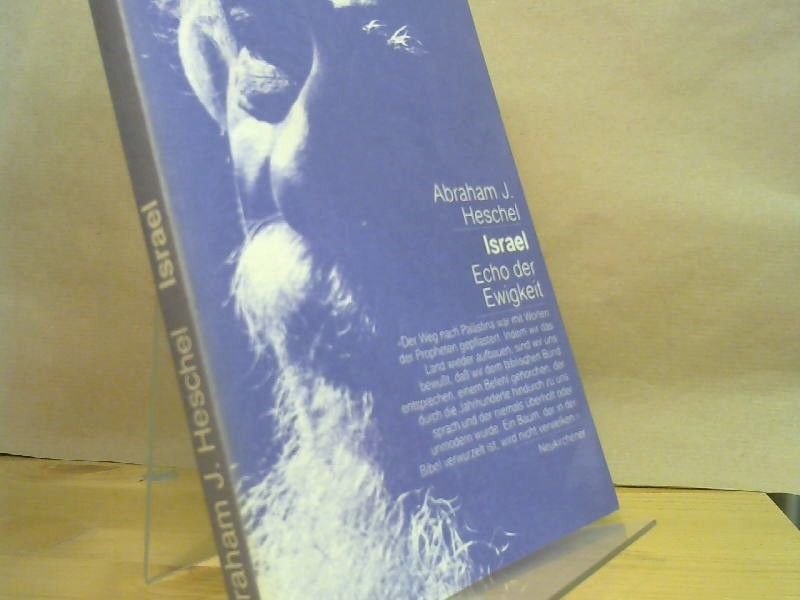 Abraham J.
Heschel
Israel
Echo der
Ewigkeit
»Der Weg nach Palästina war mit Worten
der Propheten gepflastert. Indem wir das
Land wieder aufbauen, sind wir uns
bewußt, daß wir dem biblischen Bund
entsprechen, einem Befehl gehorchen, der
durch die Jahrhunderte hindurch zu uns
sprach und der niemals überholt oder
unmodern wurde. Ein Baum, der in der
Bibel verwurzelt ist, wird nicht verwelken.«
Neukirchener
raham J. Heschel Israel